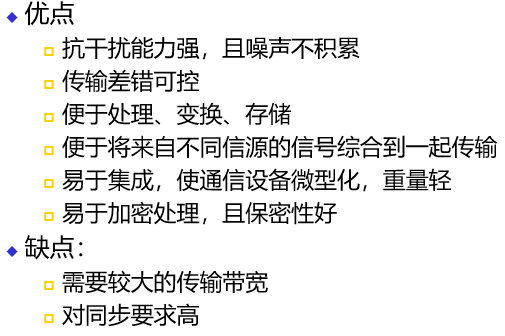 优点
抗干扰能力强，且噪声不积累
传输差错可控
便于处理、变换、存储
便于将来自不同信源的信号综合到一起传输
易于集成，使通信设备微型化，重量轻
易于加密处理，且保密性好
缺点：
需要较大的传输带宽
对同步要求高